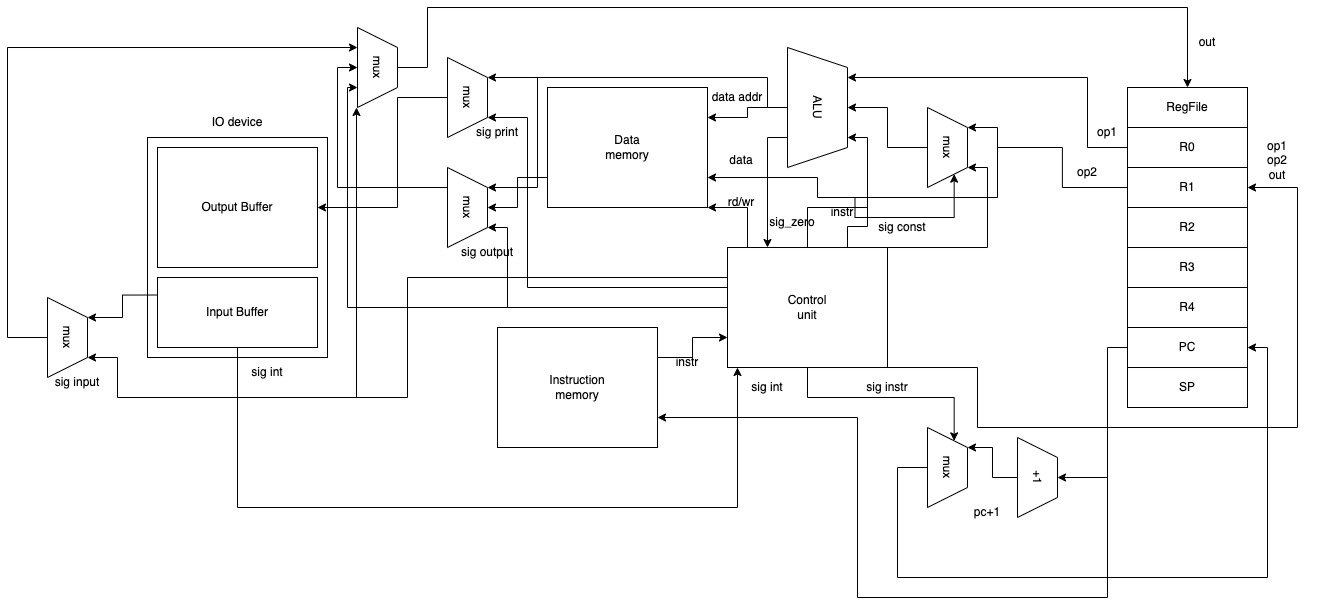 out
mux
data addr
ALU
mux
RegFile
IO device
sig print
Data
memory
mux
op1
R0
op1
op2
out
data
op2
R1
Output Buffer
mux
rd/wr
instr
sig_zero
sig const
R2
sig output
R3
Input Buffer
Control
unit
R4
mux
sig int
instr
PC
sig input
Instruction
memory
sig int
sig instr
SP
mux
+1
pc+1